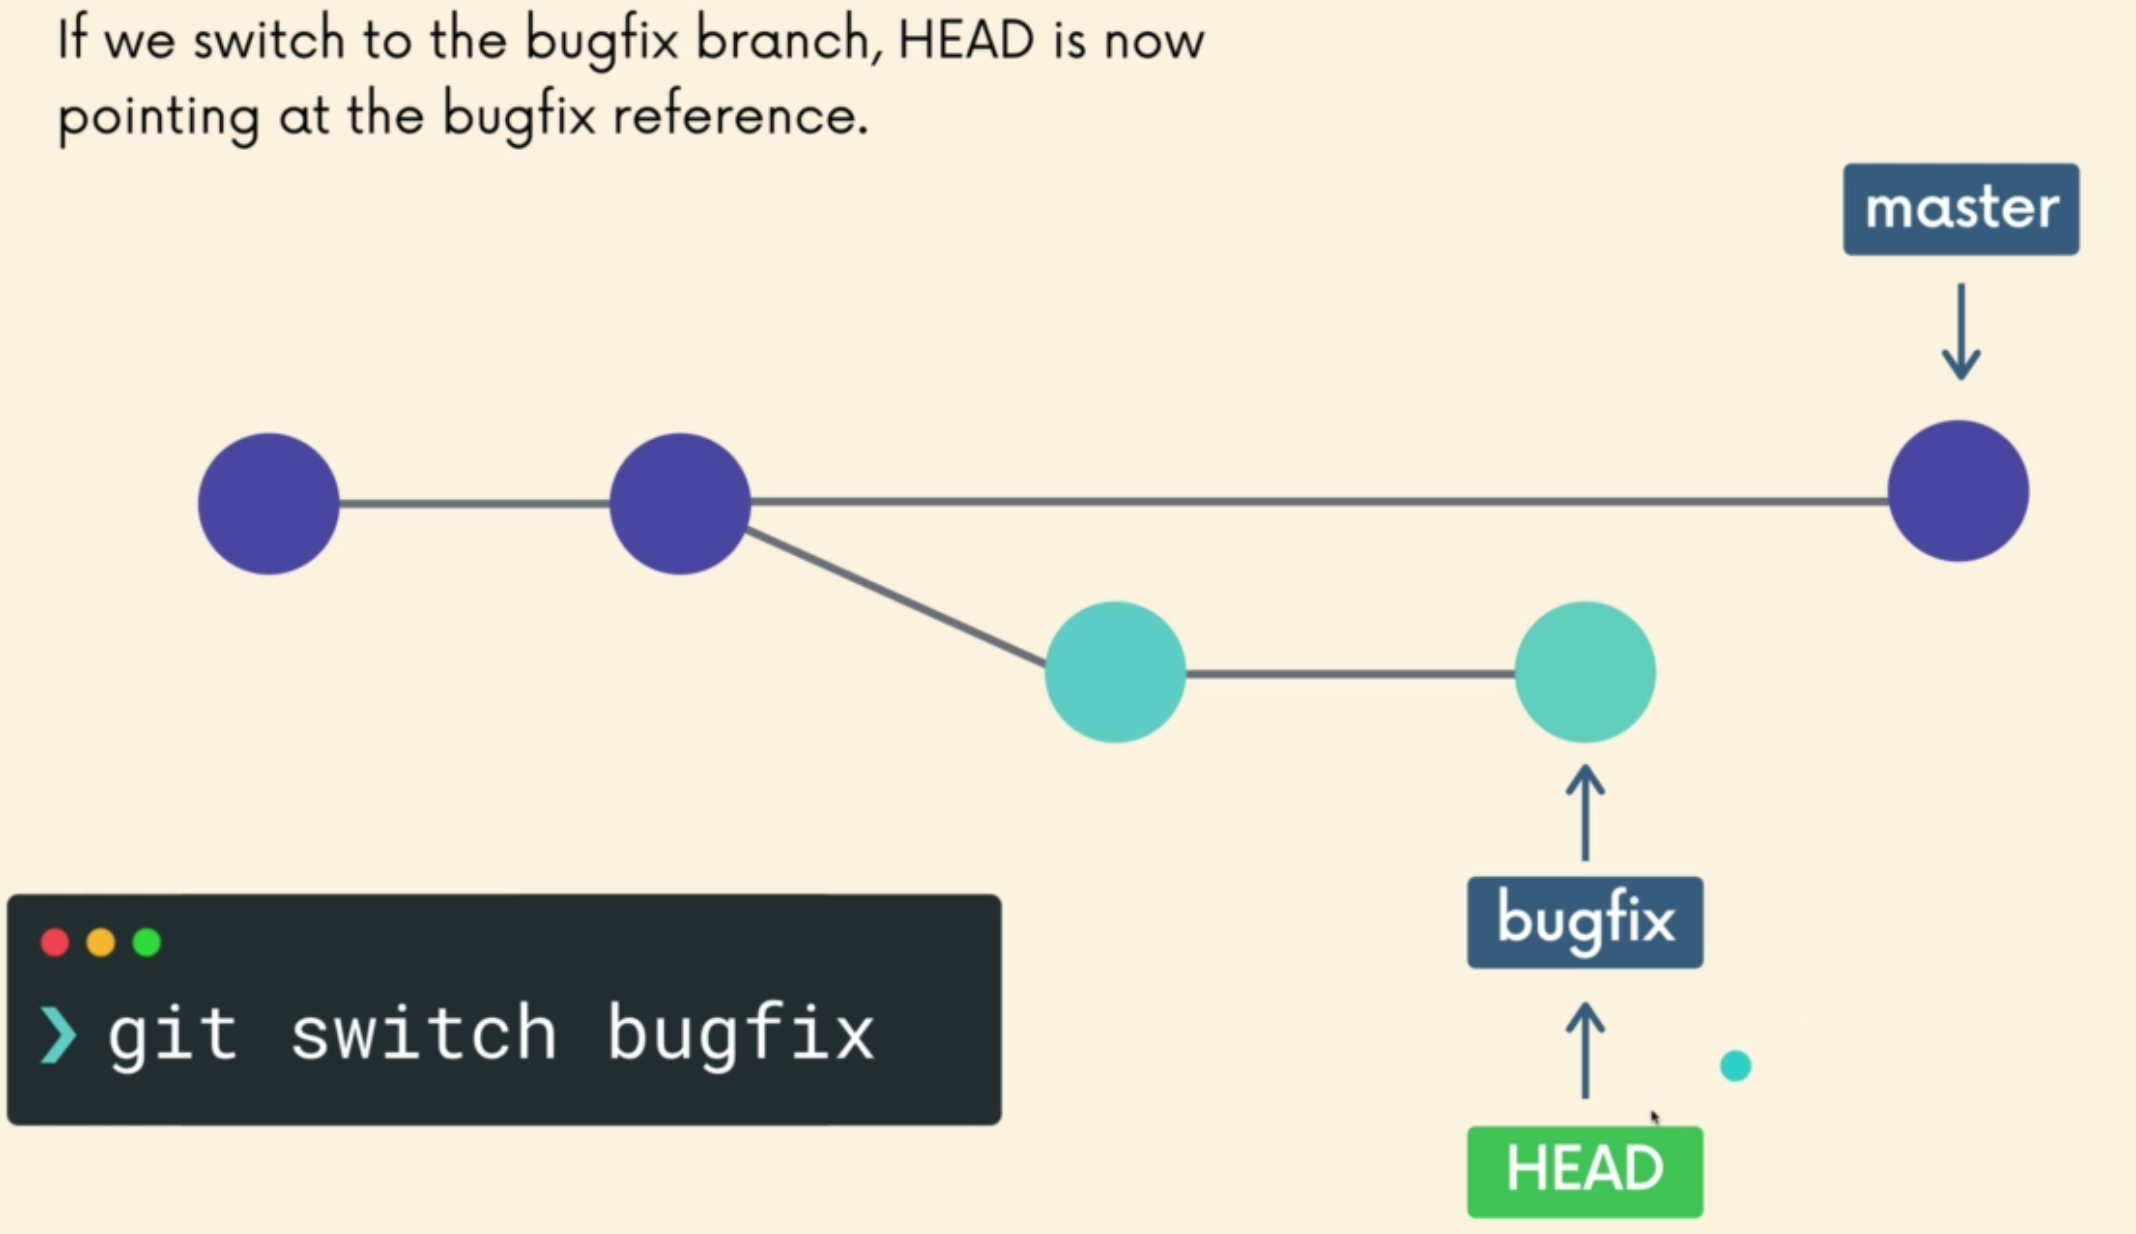 If we switch to the bugfix branch, HEAD is now
pointing at the bugfix reference.
master
bugfix
❯ git switch bugfix
HEAD